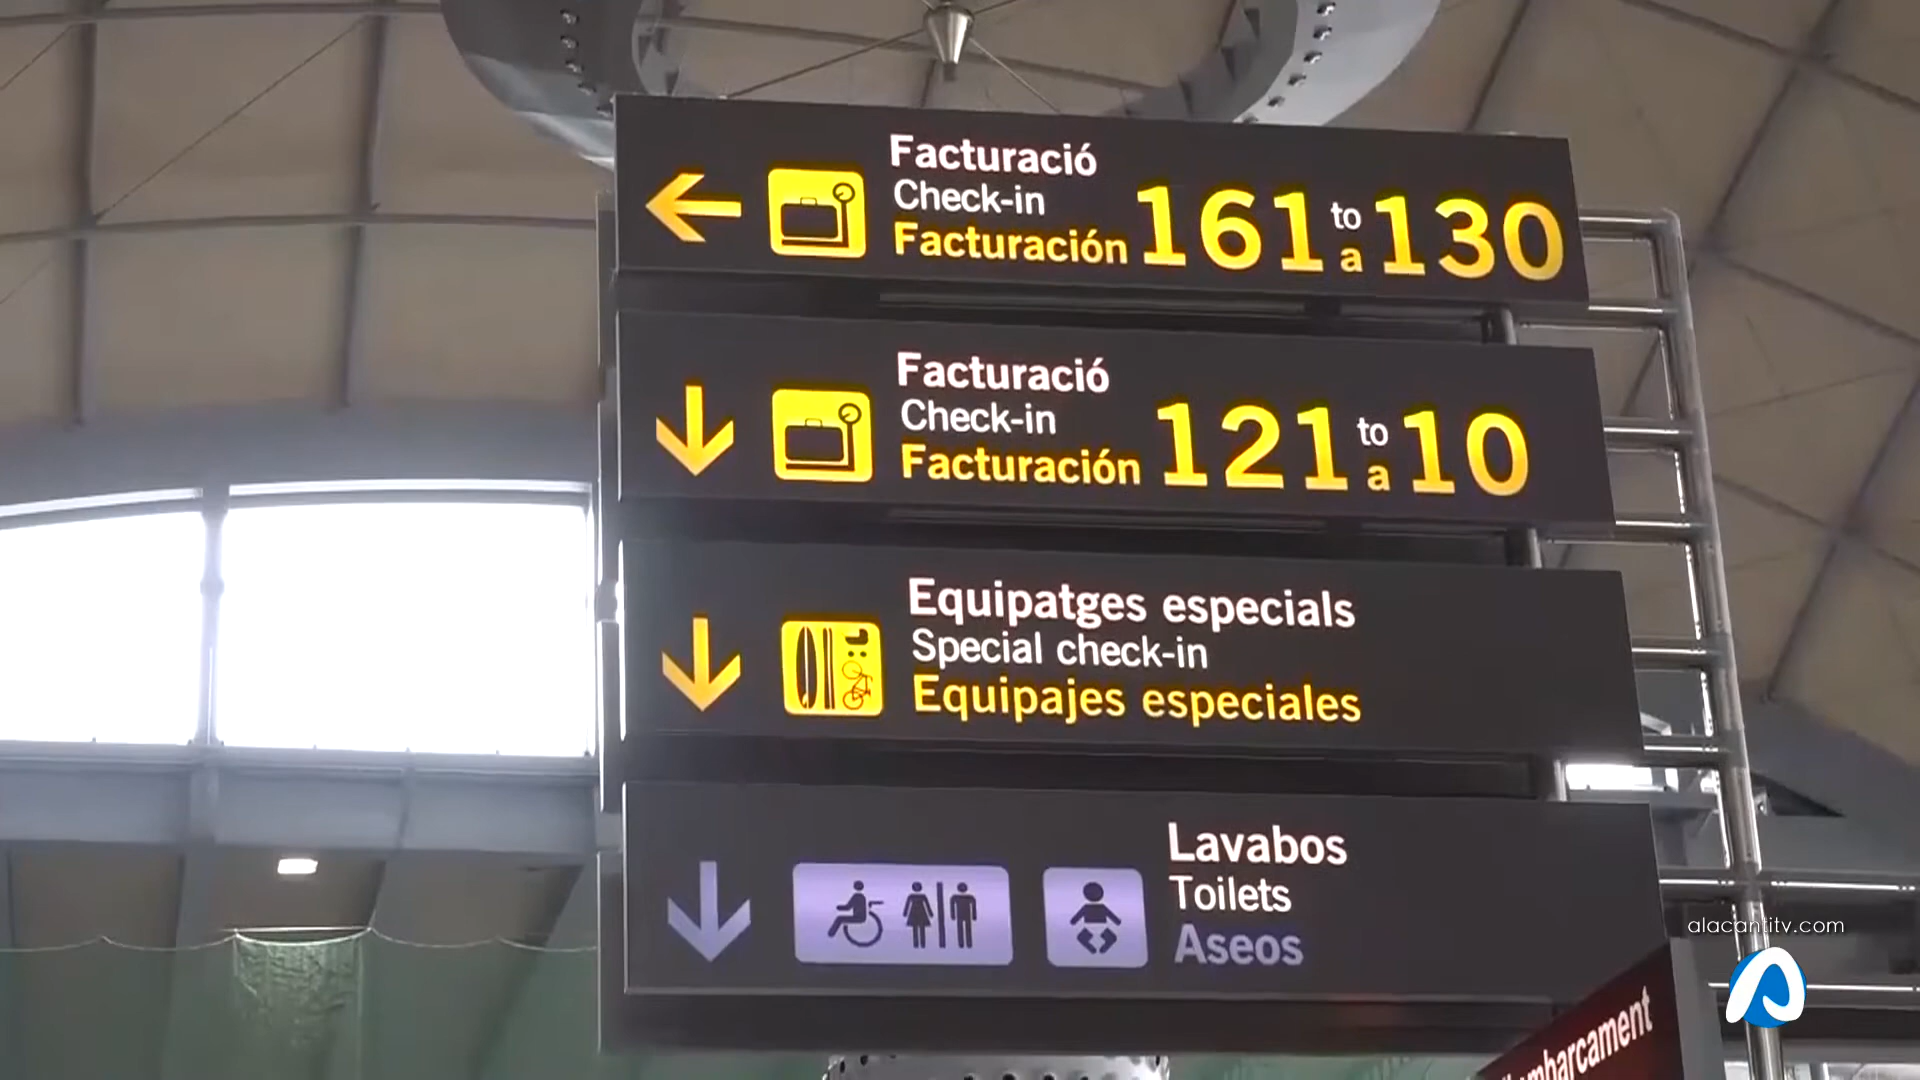 Facturació
Check-in
Facturación
161 to a 130
Facturació
Check-in
Facturación
121 to a 10
Equipatges especials
Special check-in
Equipajes especiales
Lavabos
Toilets
Aseos
alacantitv.com